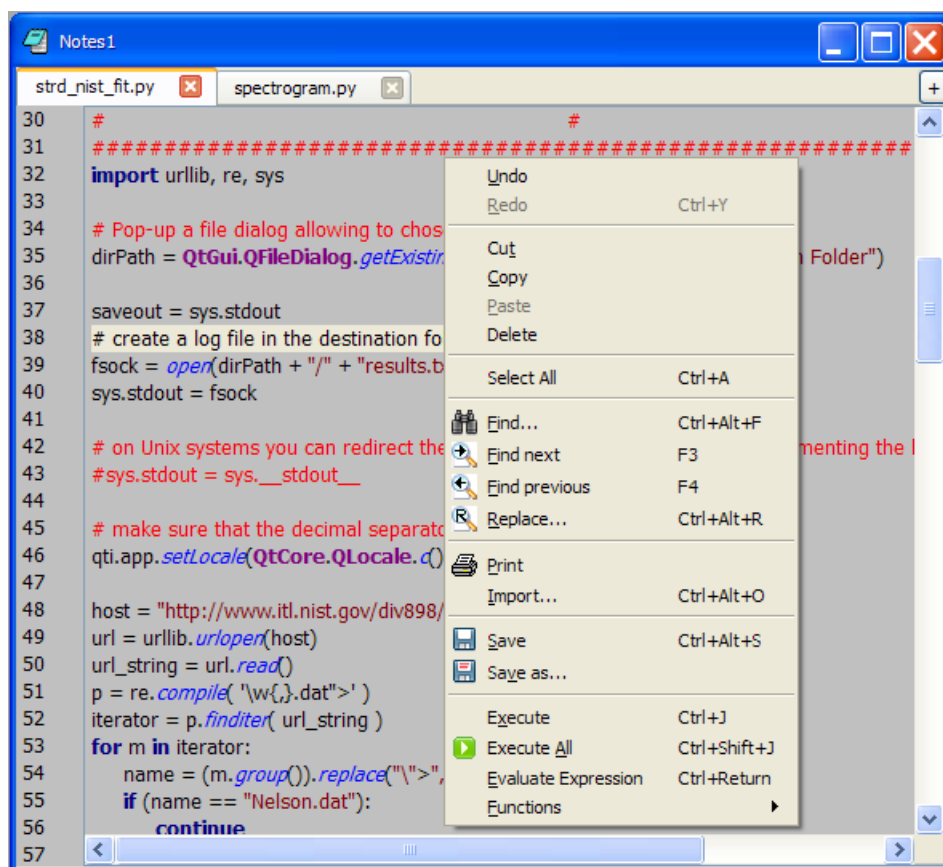 Notes1
strd_nist_fit.py spectrogram.py +
30 # #
31 #########################################################
32 import urllib, re, sys
33
34 # Pop-up a file dialog allowing to chos
35 dirPath = QtGui.QFileDialog.getExistin n Folder")
36
37 saveout = sys.stdout
38 # create a log file in the destination fo
39 fsock = open(dirPath + "/" + "results.tx
40 sys.stdout = fsock
41
42 # on Unix systems you can redirect the menting the l
43 #sys.stdout = sys.__stdout__
44
45 # make sure that the decimal separato
46 qti.app.setLocale(QtCore.QLocale.c()
47
48 host = "http://www.itl.nist.gov/div898/
49 url = urllib.urlopen(host)
50 url_string = url.read()
51 p = re.compile( '\w{,}.dat">' )
52 iterator = p.finditer( url_string )
53 for m in iterator:
54 name = (m.group()).replace("\">",
55 if (name == "Nelson.dat"):
56 continue
57
Undo
Redo Ctrl+Y
Cut
Copy
Paste
Delete
Select All Ctrl+A
Find... Ctrl+Alt+F
Find next F3
Find previous F4
Replace... Ctrl+Alt+R
Print
Import... Ctrl+Alt+O
Save Ctrl+Alt+S
Save as...
Execute Ctrl+J
Execute All Ctrl+Shift+J
Evaluate Expression Ctrl+Return
Functions